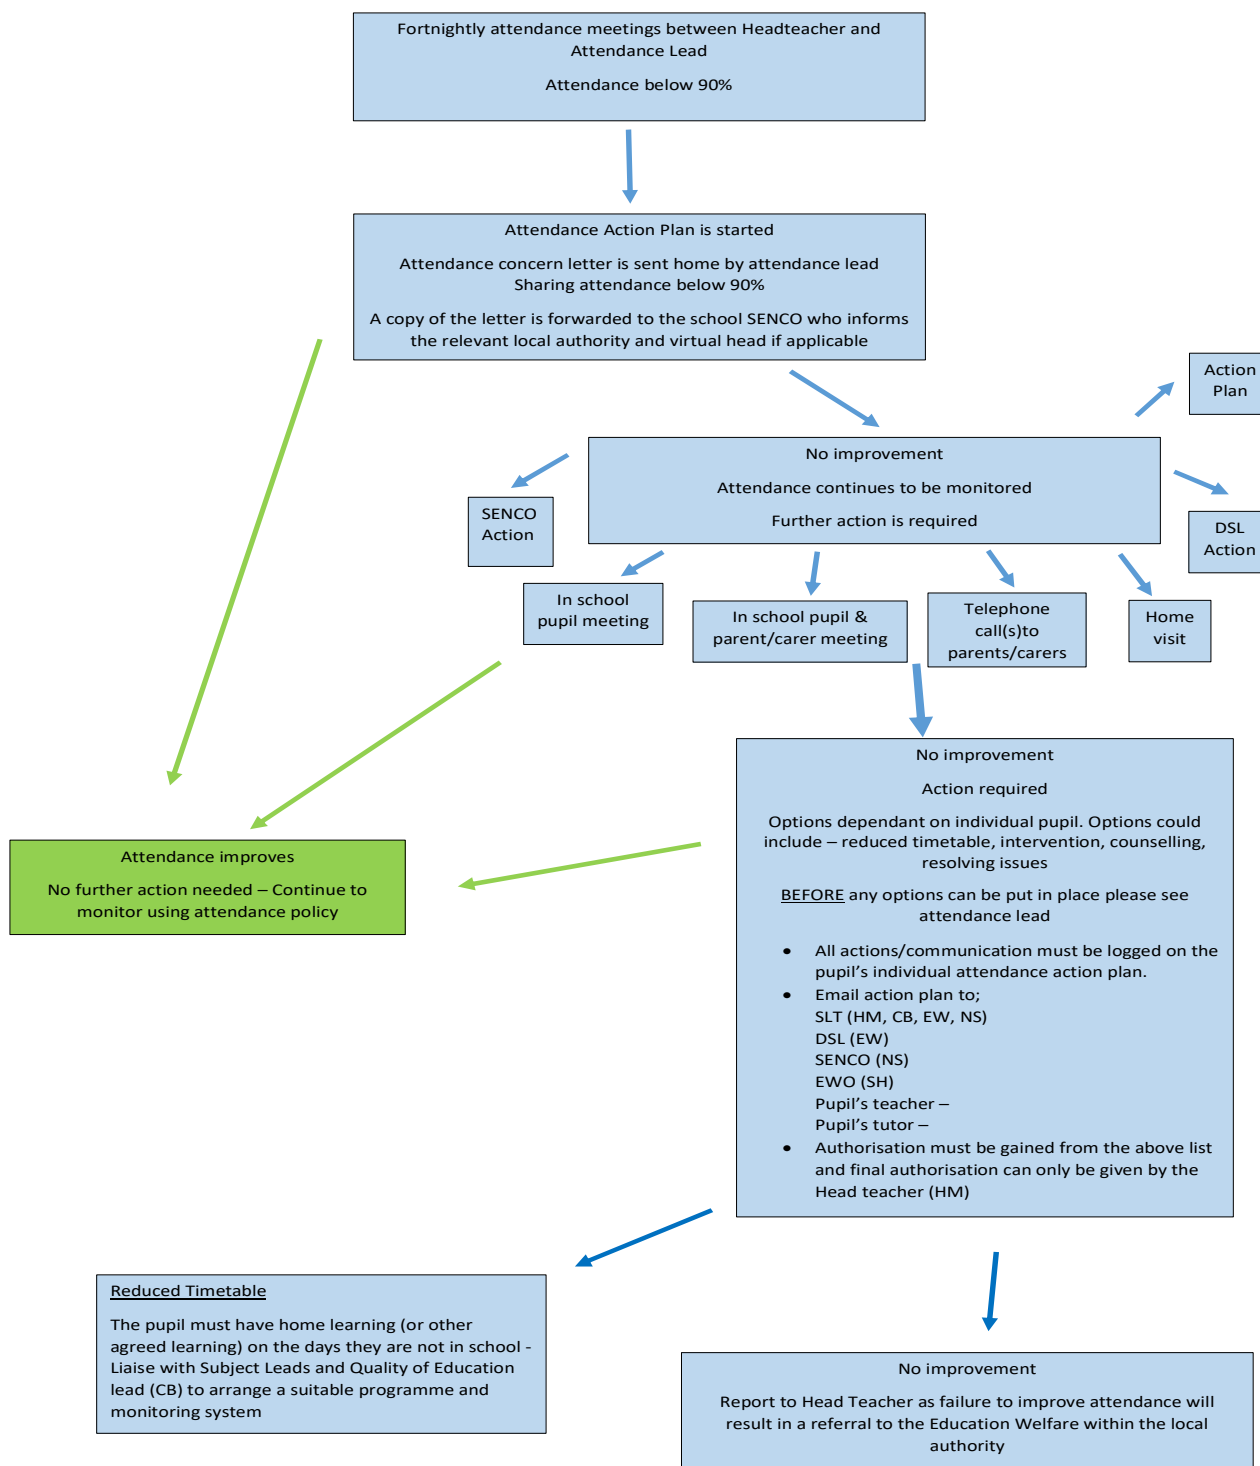 Fortnightly attendance meetings between Headteacher and
Attendance Lead
Attendance below 90%
Attendance Action Plan is started
Attendance concern letter is sent home by attendance lead
Sharing attendance below 90%
A copy of the letter is forwarded to the school SENCO who informs
the relevant local authority and virtual head if applicable
Action
Plan
No improvement
Attendance continues to be monitored
Further action is required
SENCO
Action
DSL
Action
In school
pupil meeting
In school pupil &
parent/carer meeting
Telephone
call(s)to
parents/carers
Home
visit
No improvement
Action required
Options dependant on individual pupil. Options could
include – reduced timetable, intervention, counselling,
resolving issues
BEFORE any options can be put in place please see
attendance lead
• All actions/communication must be logged on the
pupil’s individual attendance action plan.
• Email action plan to;
SLT (HM, CB, EW, NS)
DSL (EW)
SENCO (NS)
EWO (SH)
Pupil’s teacher –
Pupil’s tutor –
• Authorisation must be gained from the above list
and final authorisation can only be given by the
Head teacher (HM)
Attendance improves
No further action needed – Continue to
monitor using attendance policy
Reduced Timetable
The pupil must have home learning (or other
agreed learning) on the days they are not in school -
Liaise with Subject Leads and Quality of Education
lead (CB) to arrange a suitable programme and
monitoring system
No improvement
Report to Head Teacher as failure to improve attendance will
result in a referral to the Education Welfare within the local
authority